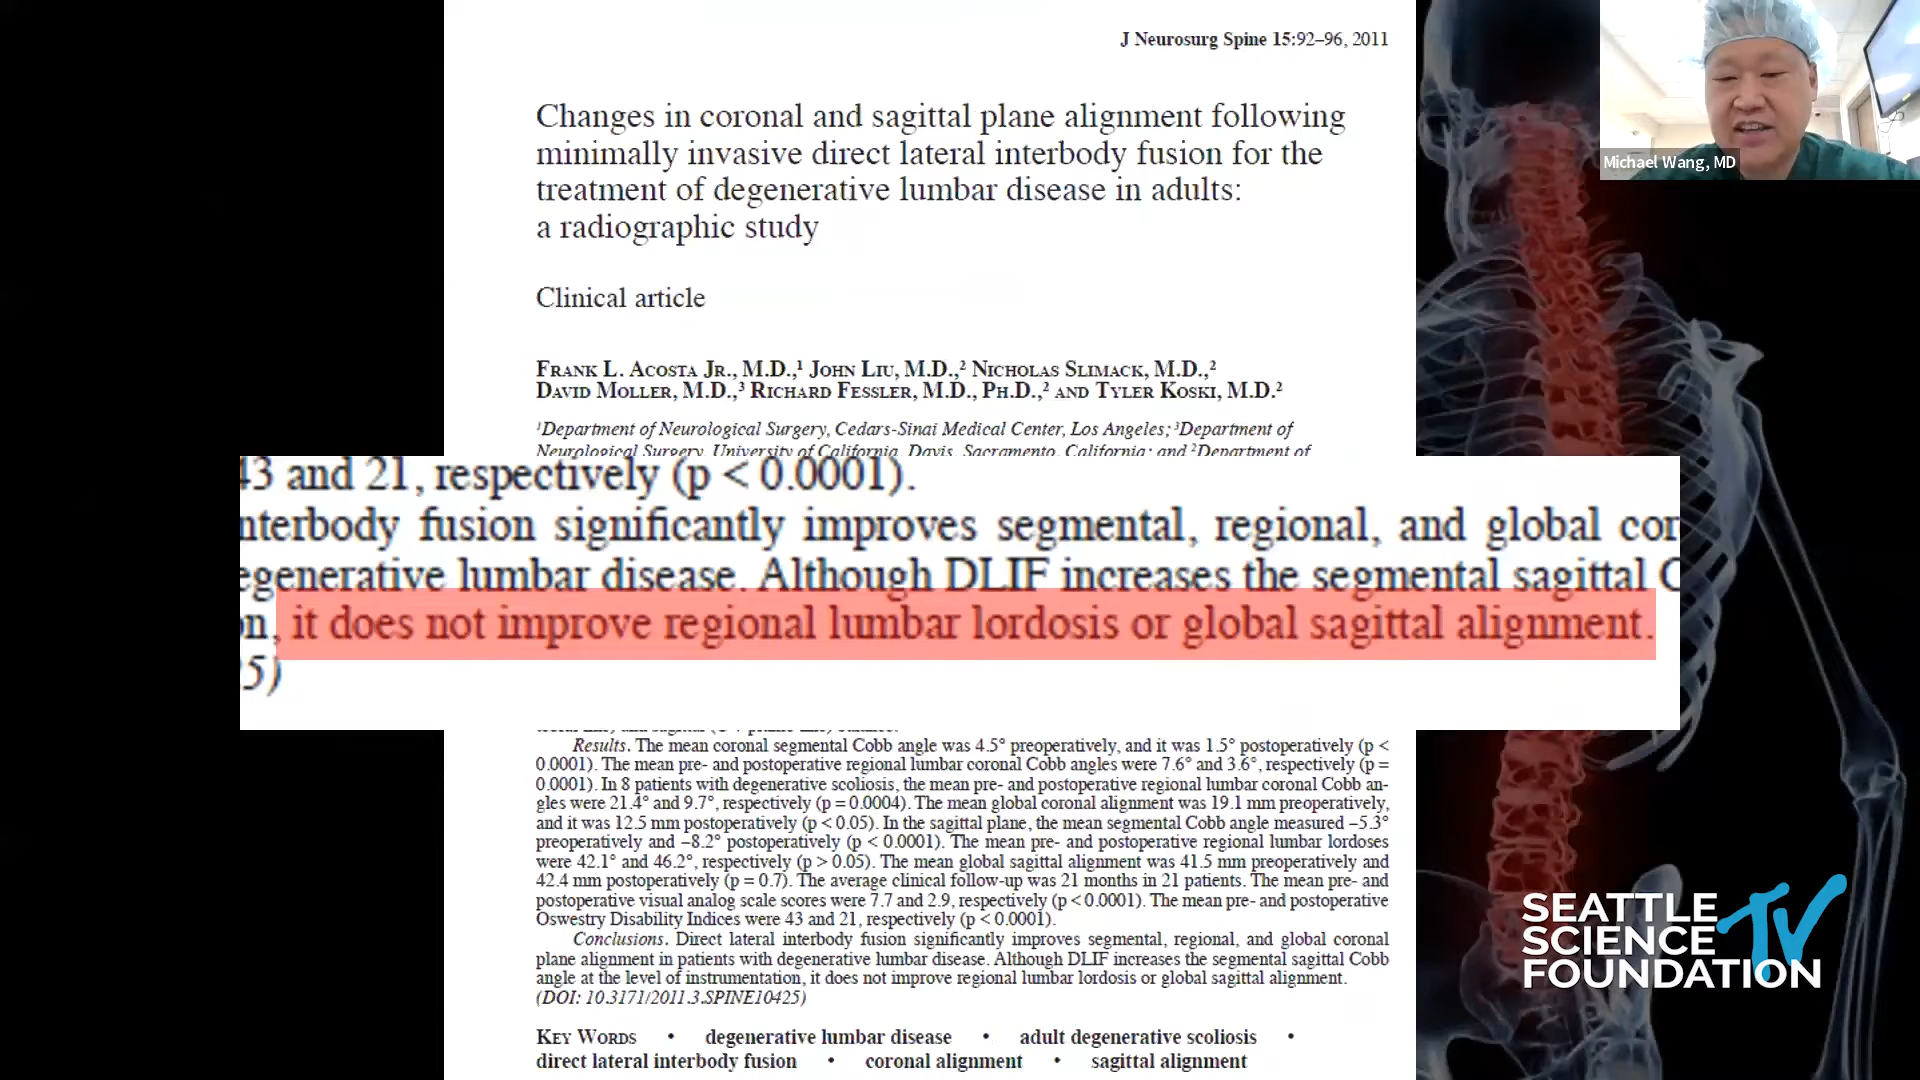 J Neurosurg Spine 15:92–96, 2011
Michael Wang, MD
Changes in coronal and sagittal plane alignment following
minimally invasive direct lateral interbody fusion for the
treatment of degenerative lumbar disease in adults:
a radiographic study
Clinical article
Frank L. Acosta Jr., M.D.,¹ John Liu, M.D.,² Nicholas Slimack, M.D.,²
David Moller, M.D.,³ Richard Fessler, M.D., Ph.D.,² and Tyler Koski, M.D.²
¹Department of Neurological Surgery, Cedars-Sinai Medical Center, Los Angeles; ³Department of
Neurological Surgery, University of California, Davis, Sacramento, California; and ²Department of
43 and 21, respectively (p < 0.0001).
nterbody fusion significantly improves segmental, regional, and global cor
egenerative lumbar disease. Although DLIF increases the segmental sagittal C
on, it does not improve regional lumbar lordosis or global sagittal alignment.
5)
Results. The mean coronal segmental Cobb angle was 4.5° preoperatively, and it was 1.5° postoperatively (p <
0.0001). The mean pre- and postoperative regional lumbar coronal Cobb angles were 7.6° and 3.6°, respectively (p =
0.0001). In 8 patients with degenerative scoliosis, the mean pre- and postoperative regional lumbar coronal Cobb an-
gles were 21.4° and 9.7°, respectively (p = 0.0004). The mean global coronal alignment was 19.1 mm preoperatively,
and it was 12.5 mm postoperatively (p < 0.05). In the sagittal plane, the mean segmental Cobb angle measured −5.3°
preoperatively and −8.2° postoperatively (p < 0.0001). The mean pre- and postoperative regional lumbar lordoses
were 42.1° and 46.2°, respectively (p > 0.05). The mean global sagittal alignment was 41.5 mm preoperatively and
42.4 mm postoperatively (p = 0.7). The average clinical follow-up was 21 months in 21 patients. The mean pre- and
postoperative visual analog scale scores were 7.7 and 2.9, respectively (p < 0.0001). The mean pre- and postoperative
Oswestry Disability Indices were 43 and 21, respectively (p < 0.0001).
Conclusions. Direct lateral interbody fusion significantly improves segmental, regional, and global coronal
plane alignment in patients with degenerative lumbar disease. Although DLIF increases the segmental sagittal Cobb
angle at the level of instrumentation, it does not improve regional lumbar lordosis or global sagittal alignment.
(DOI: 10.3171/2011.3.SPINE10425)
Key Words • degenerative lumbar disease • adult degenerative scoliosis •
direct lateral interbody fusion • coronal alignment • sagittal alignment
SEATTLE
SCIENCE TV
FOUNDATION